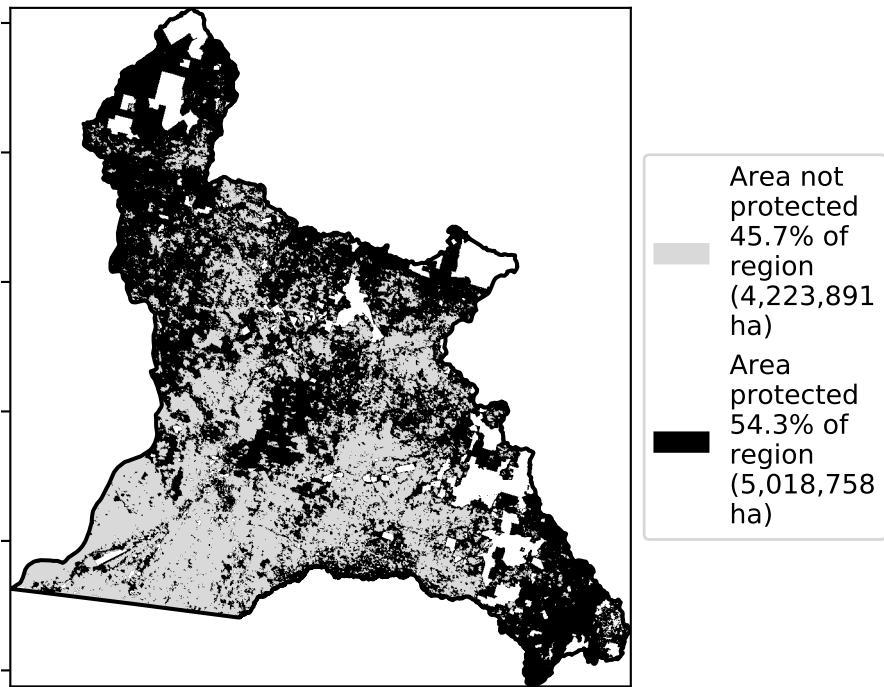 Area not
protected
45.7% of
region
(4,223,891
ha)
Area
protected
54.3% of
region
(5,018,758
ha)